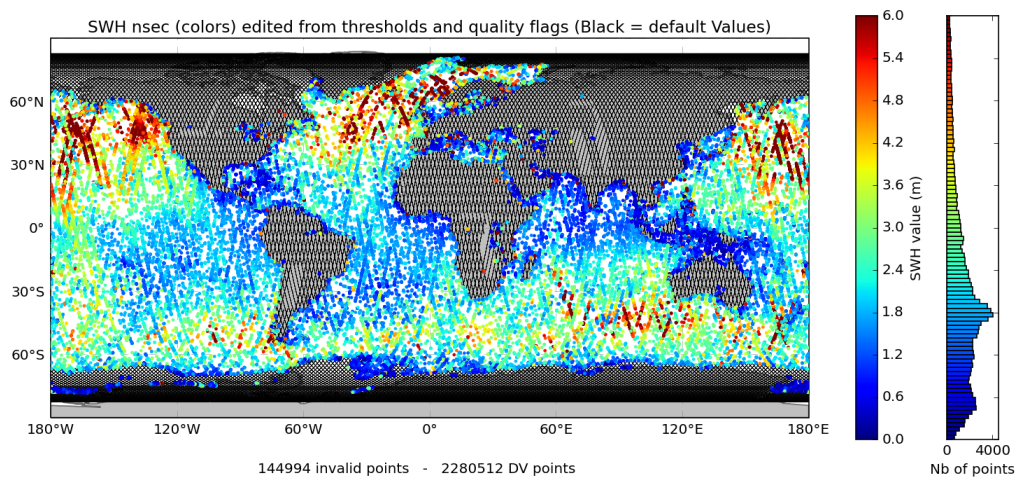 SWH nsec (colors) edited from thresholds and quality flags (Black = default Values)
60°N
30°N
0°
30°S
60°S
180°W
120°W
60°W
0°
60°E
120°E
180°E
144994 invalid points - 2280512 DV points
6.0
5.4
4.8
4.2
3.6
3.0
2.4
1.8
1.2
0.6
0.0
SWH value (m)
0
4000
Nb of points